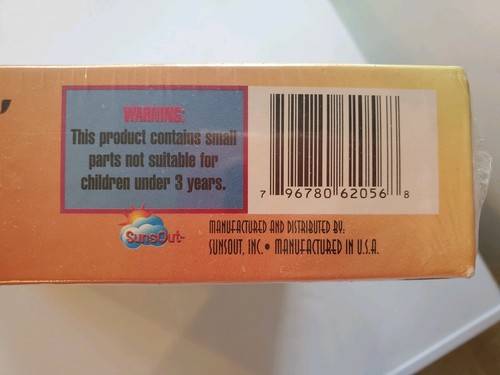 WARNING:
This product contains small
parts not suitable for
children under 3 years.
7 96780 62056 8
SunsOut
MANUFACTURED AND DISTRIBUTED BY:
SUNSOUT, INC. • MANUFACTURED IN U.S.A.